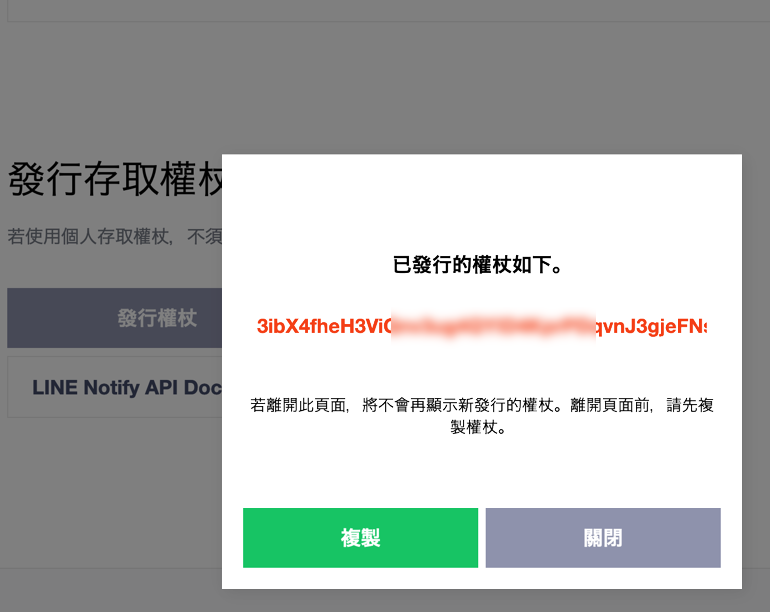 發行存取權杖
若使用個人存取權杖，不須
發行權杖
LINE Notify API Doc
已發行的權杖如下。
3ibX4fheH3Vi qvnJ3gjeFN
若離開此頁面，將不會再顯示新發行的權杖。離開頁面前，請先複
製權杖。
複製
關閉